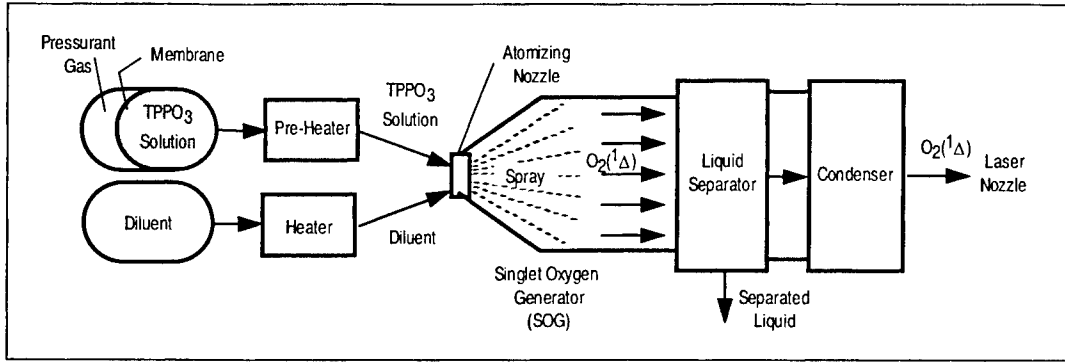 Pressurant
Gas
Membrane
TPPO3
Solution
Pre-Heater
TPPO3
Solution
Atomizing
Nozzle
Spray
O2(¹Δ)
Liquid
Separator
Condenser
O2(¹Δ)
Laser
Nozzle
Diluent
Heater
Diluent
Singlet Oxygen
Generator
(SOG)
Separated
Liquid